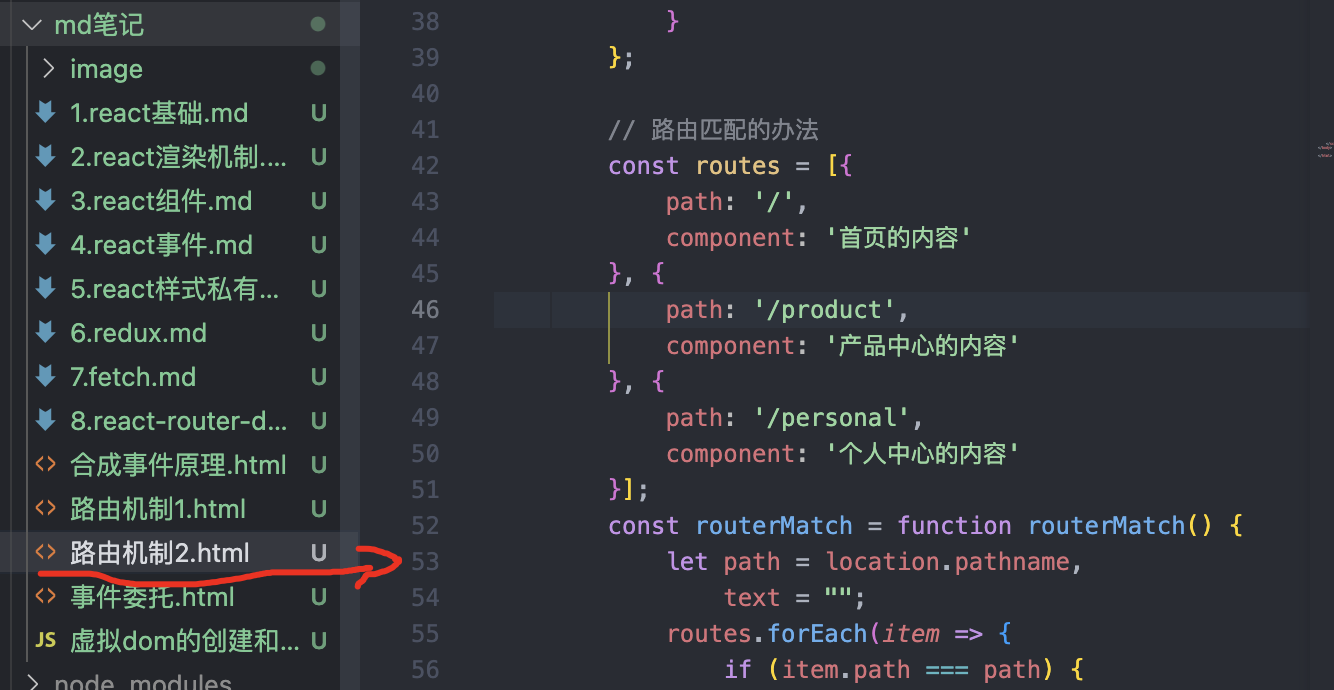 md笔记
image
1.react基础.md U
2.react渲染机制.... U
3.react组件.md U
4.react事件.md U
5.react样式私有... U
6.redux.md U
7.fetch.md U
8.react-router-d... U
合成事件原理.html U
路由机制1.html U
路由机制2.html U
事件委托.html U
JS 虚拟dom的创建和... U
node_modules
38 }
39 };
40
41 // 路由匹配的办法
42 const routes = [{
43 path: '/',
44 component: '首页的内容'
45 }, {
46 path: '/product',
47 component: '产品中心的内容'
48 }, {
49 path: '/personal',
50 component: '个人中心的内容'
51 }];
52 const routerMatch = function routerMatch() {
53 let path = location.pathname,
54 text = "";
55 routes.forEach(item => {
56 if (item.path === path) {